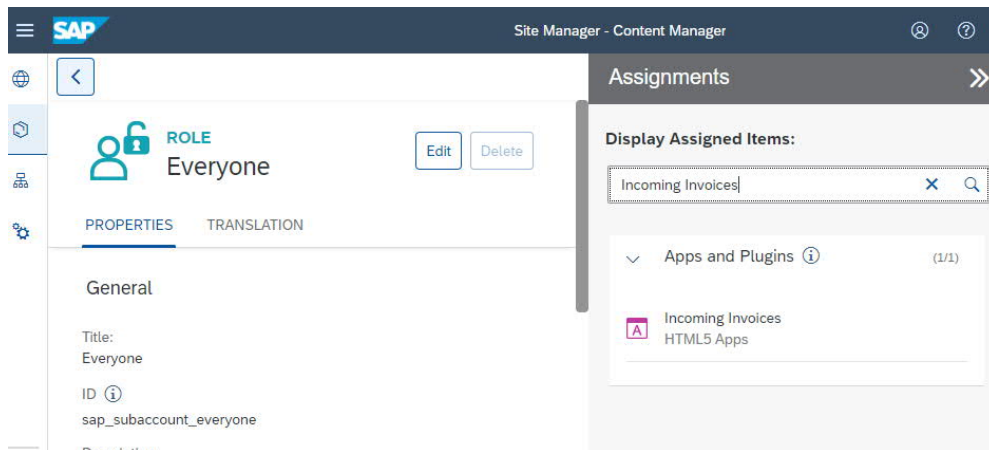 SAP
Site Manager - Content Manager
ROLE
Everyone
Edit
Delete
PROPERTIES
TRANSLATION
General
Title:
Everyone
ID
sap_subaccount_everyone
Assignments
Display Assigned Items:
Incoming Invoices
Apps and Plugins
(1/1)
A
Incoming Invoices
HTML5 Apps